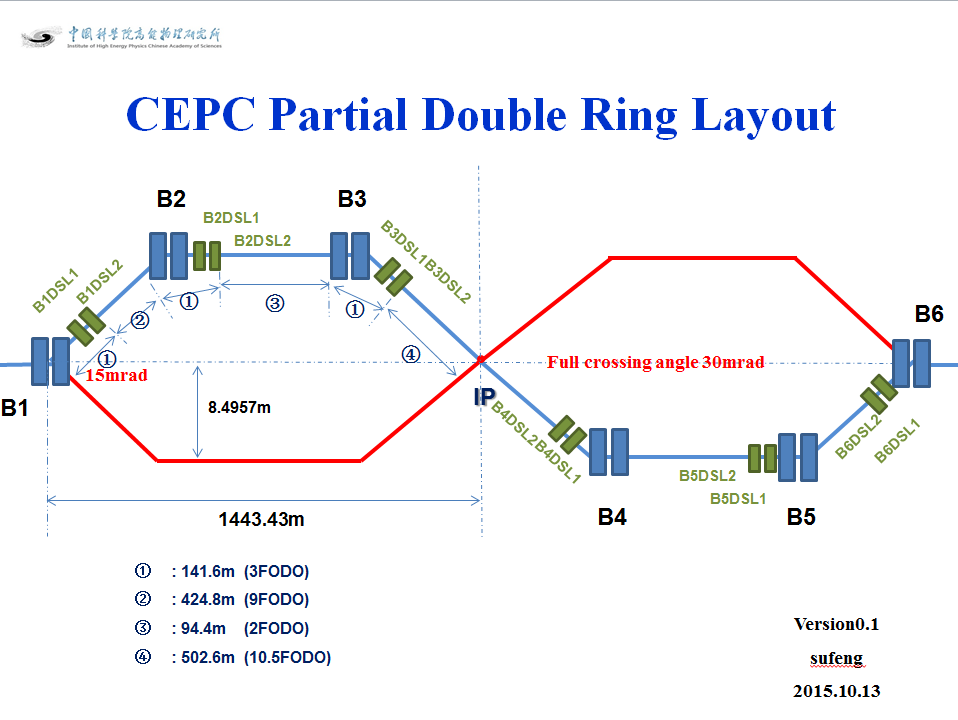 中国科学院高能物理研究所
Institute of High Energy Physics Chinese Academy of Sciences
CEPC Partial Double Ring Layout
B2
B3
B2DSL1
B2DSL2
B3DSL1
B3DSL2
B1DSL1
B1DSL2
①
③
①
②
①
④
B6
15mrad
Full crossing angle 30mrad
B1
8.4957m
IP
B4DSL2
B4DSL1
B6DSL2
B6DSL1
B5DSL2
B5DSL1
1443.43m
B4
B5
① : 141.6m (3FODO)
② : 424.8m (9FODO)
③ : 94.4m (2FODO)
④ : 502.6m (10.5FODO)
Version0.1
sufeng
2015.10.13